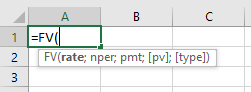 A B C
1 =FV(
2 FV(rate; nper; pmt; [pv]; [type])
3